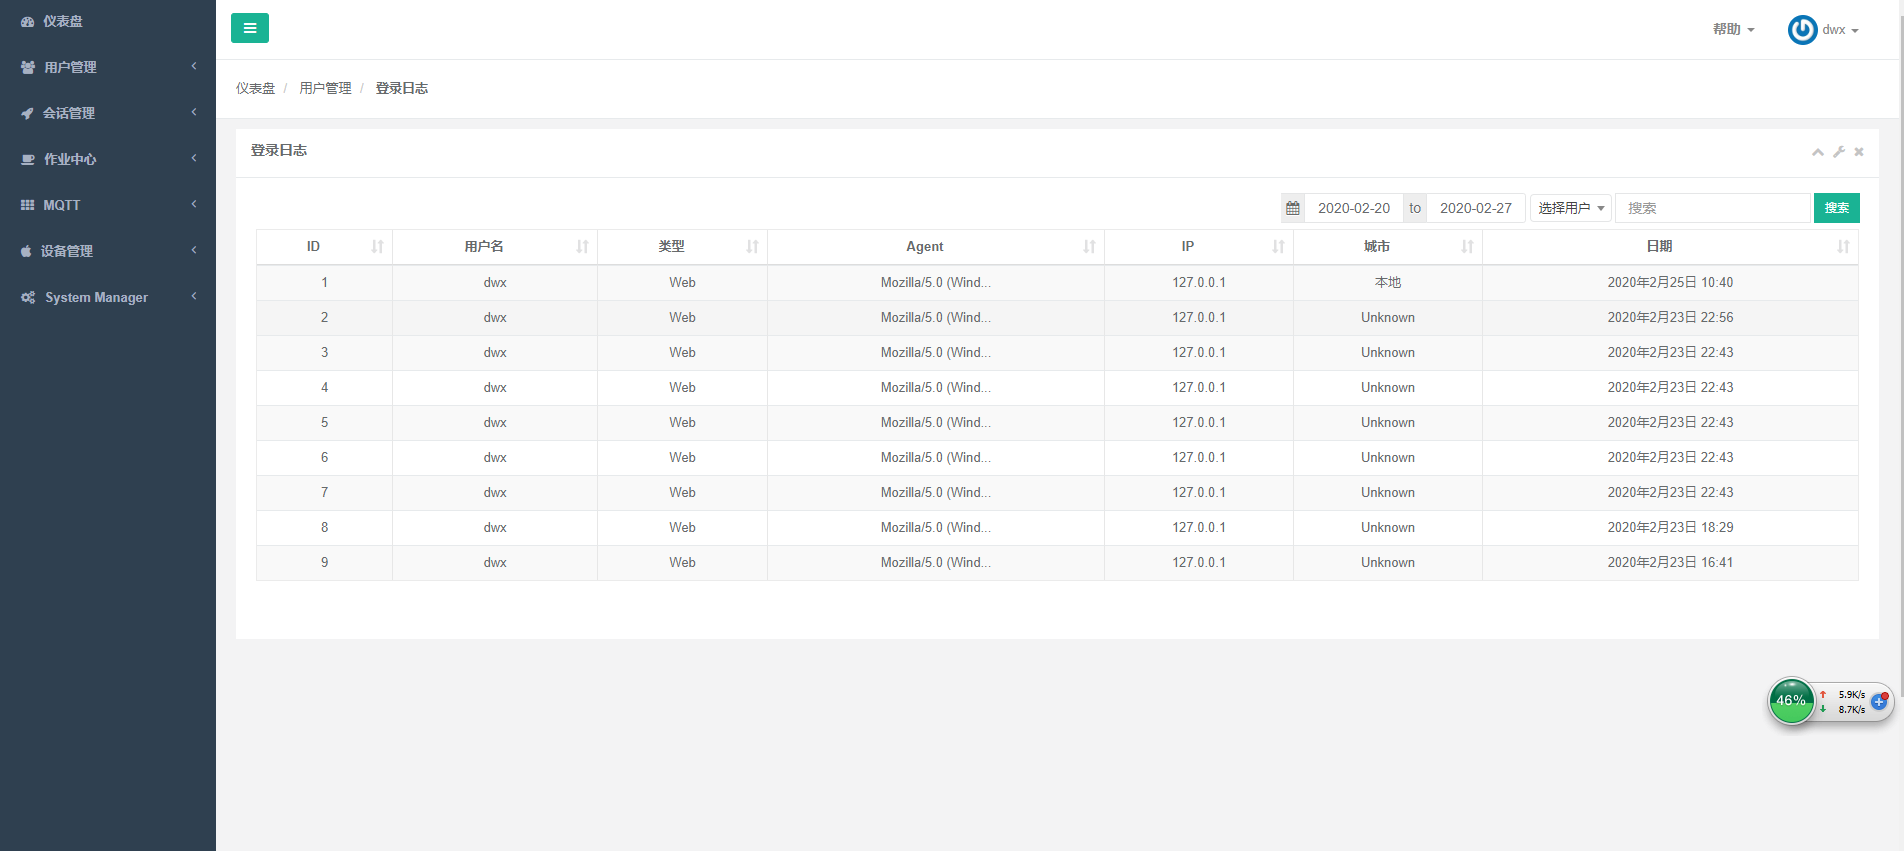 仪表盘
用户管理
会话管理
作业中心
MQTT
设备管理
System Manager
帮助 dwx
仪表盘 / 用户管理 / 登录日志
登录日志
2020-02-20 to 2020-02-27 选择用户 搜索 搜索
ID 用户名 类型 Agent IP 城市 日期
1 dwx Web Mozilla/5.0 (Wind... 127.0.0.1 本地 2020年2月25日 10:40
2 dwx Web Mozilla/5.0 (Wind... 127.0.0.1 Unknown 2020年2月23日 22:56
3 dwx Web Mozilla/5.0 (Wind... 127.0.0.1 Unknown 2020年2月23日 22:43
4 dwx Web Mozilla/5.0 (Wind... 127.0.0.1 Unknown 2020年2月23日 22:43
5 dwx Web Mozilla/5.0 (Wind... 127.0.0.1 Unknown 2020年2月23日 22:43
6 dwx Web Mozilla/5.0 (Wind... 127.0.0.1 Unknown 2020年2月23日 22:43
7 dwx Web Mozilla/5.0 (Wind... 127.0.0.1 Unknown 2020年2月23日 22:43
8 dwx Web Mozilla/5.0 (Wind... 127.0.0.1 Unknown 2020年2月23日 18:29
9 dwx Web Mozilla/5.0 (Wind... 127.0.0.1 Unknown 2020年2月23日 16:41
46% 5.9K/s
8.7K/s